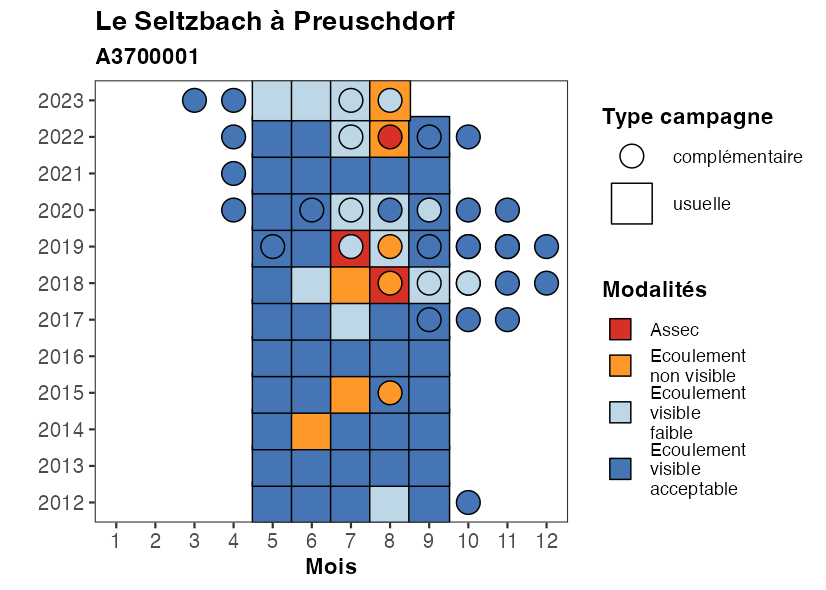 Le Seltzbach à Preuschdorf
A3700001
2023
2022
2021
2020
2019
2018
2017
2016
2015
2014
2013
2012
1 2 3 4 5 6 7 8 9 10 11 12
Mois
Type campagne
complémentaire
usuelle
Modalités
Assec
Ecoulement
non visible
Ecoulement
visible
faible
Ecoulement
visible
acceptable